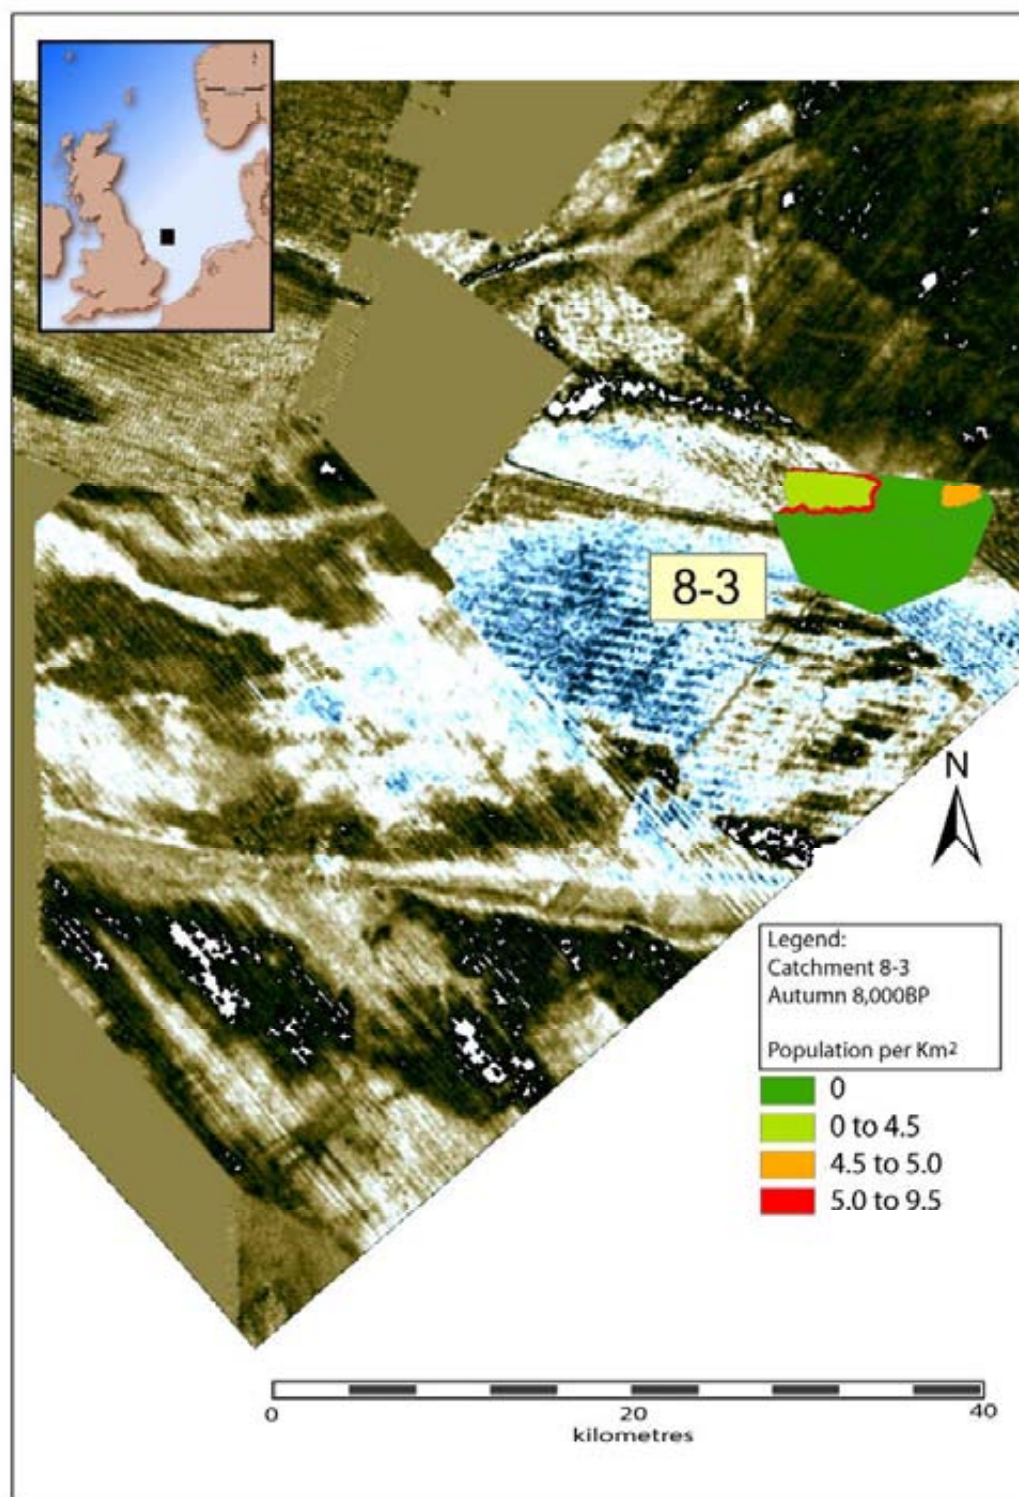 8-3
N
Legend:
Catchment 8-3
Autumn 8,000BP
Population per Km2
0
0 to 4.5
4.5 to 5.0
5.0 to 9.5
0 20 40
kilometres